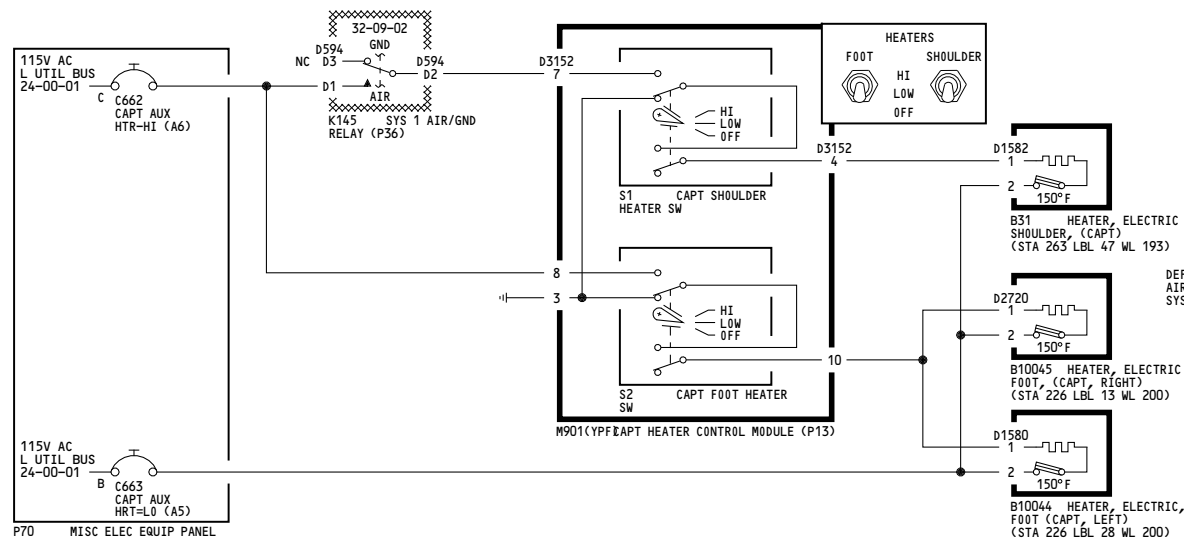 115V AC
L UTIL BUS
24-00-01
C
C662
CAPT AUX
HTR-HI (A6)
32-09-02
GND
D594
NC D3
D1
D594
D2
AIR
K145 SYS 1 AIR/GND
RELAY (P36)
D3152
7
HI
LOW
OFF
S1 CAPT SHOULDER
HEATER SW
D3152
4
HEATERS
FOOT SHOULDER
HI
LOW
OFF
D1582
1
2
150°F
B31 HEATER, ELECTRIC
SHOULDER, (CAPT)
(STA 263 LBL 47 WL 193)
8
3
HI
LOW
OFF
10
S2 CAPT FOOT HEATER
SW
M901(YPF) CAPT HEATER CONTROL MODULE (P13)
DEF
AIR
SYS
D2720
1
2
150°F
B10045 HEATER, ELECTRIC
FOOT, (CAPT, RIGHT)
(STA 226 LBL 13 WL 200)
115V AC
L UTIL BUS
24-00-01
B
C663
CAPT AUX
HRT=LO (A5)
P70 MISC ELEC EQUIP PANEL
D1580
1
2
150°F
B10044 HEATER, ELECTRIC,
FOOT (CAPT, LEFT)
(STA 226 LBL 28 WL 200)